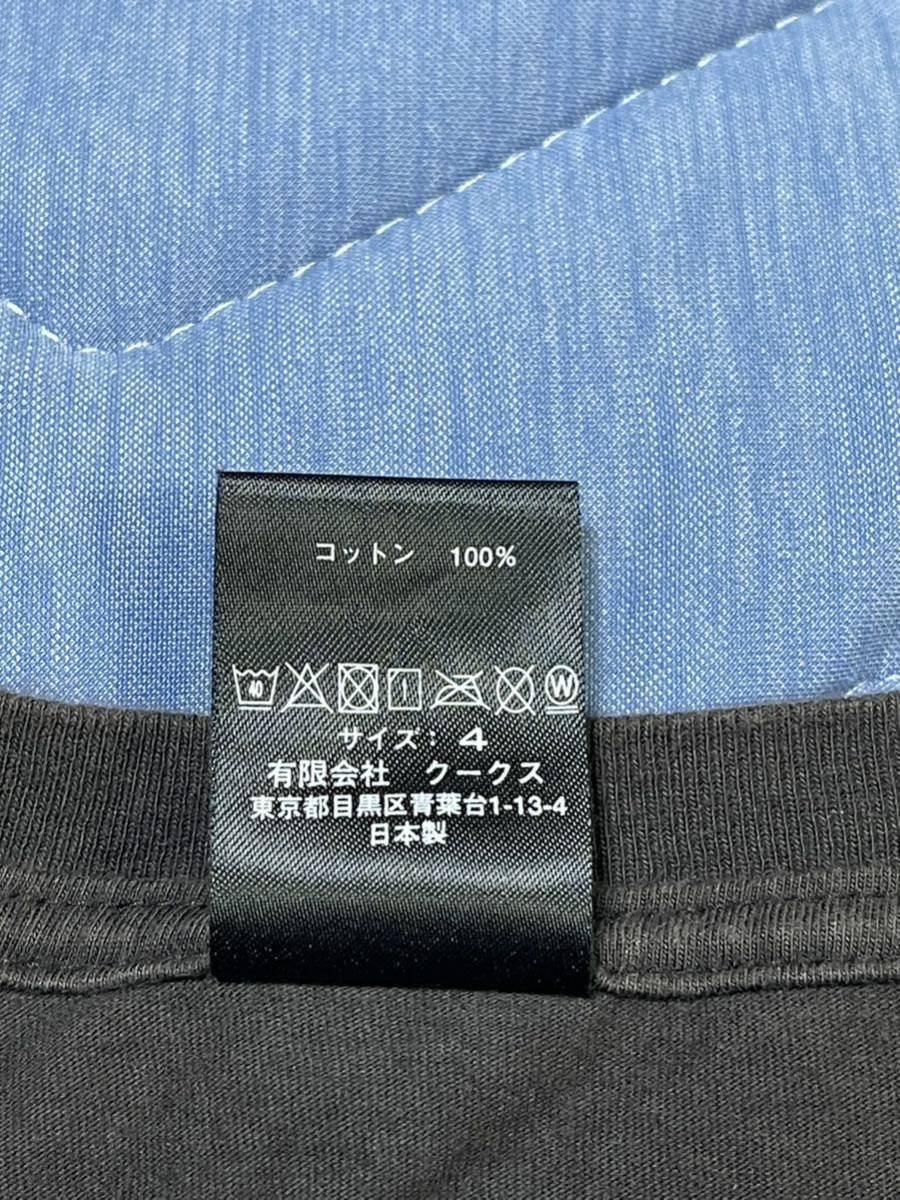 コットン 100%
40 W
サイズ: 4
有限会社 クークス
東京都目黒区青葉台1-13-4
日本製